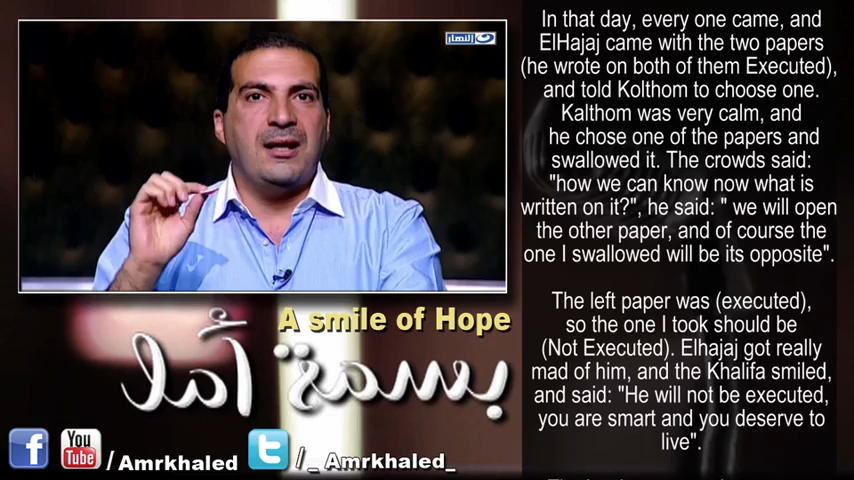 النهار
In that day, every one came, and
ElHajaj came with the two papers
(he wrote on both of them Executed),
and told Kolthom to choose one.
Kalthom was very calm, and
he chose one of the papers and
swallowed it. The crowds said:
"how we can know now what is
written on it?", he said: " we will open
the other paper, and of course the
one I swallowed will be its opposite".
The left paper was (executed),
so the one I took should be
(Not Executed). Elhajaj got really
mad of him, and the Khalifa smiled,
and said: "He will not be executed,
you are smart and you deserve to
live".
A smile of Hope
بسمة أمل
f You Tube / Amrkhaled t / _ Amrkhaled_